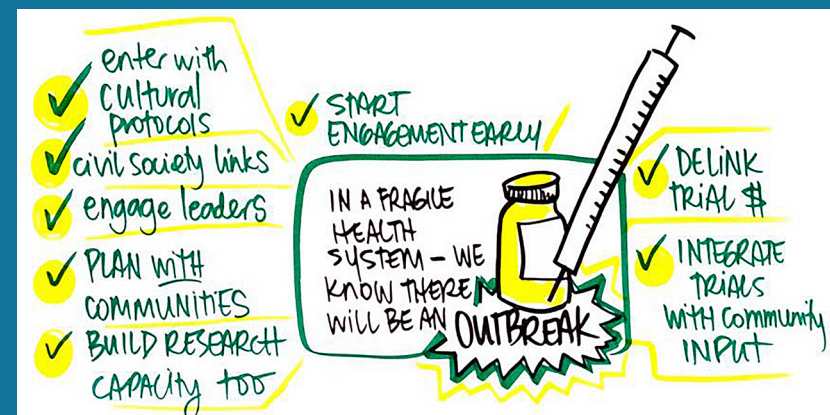 enter with
cultural
protocols
civil society links
engage leaders
PLAN WITH
COMMUNITIES
BUILD RESEARCH
CAPACITY TOO
START
ENGAGEMENT EARLY
IN A FRAGILE
HEALTH
SYSTEM – WE
KNOW THERE
WILL BE AN OUTBREAK
DELINK
TRIAL $
INTEGRATE
TRIALS
WITH Community
INPUT